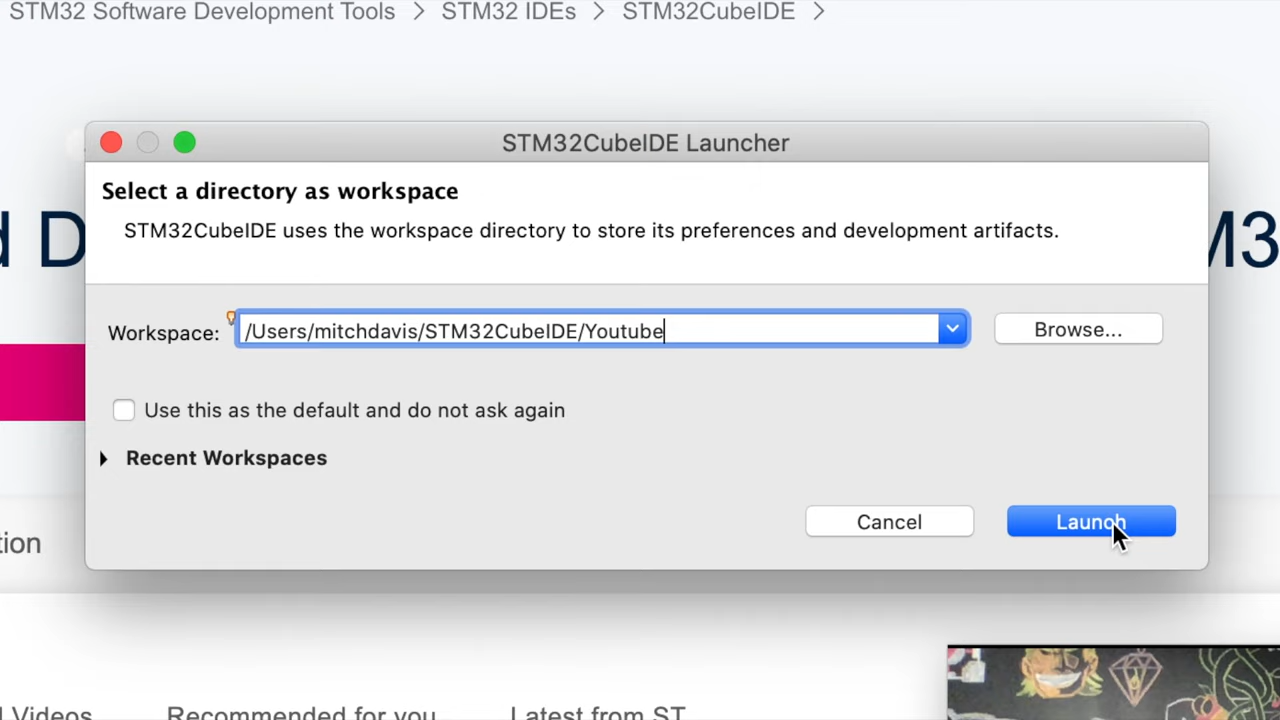 STM32 Software Development Tools > STM32 IDEs > STM32CubeIDE >
STM32CubeIDE Launcher
Select a directory as workspace
STM32CubeIDE uses the workspace directory to store its preferences and development artifacts.
d D
M3
Workspace: /Users/mitchdavis/STM32CubeIDE/Youtube Browse...
Use this as the default and do not ask again
Recent Workspaces
Cancel Launch
tion
Videos Recommended for you Latest from ST